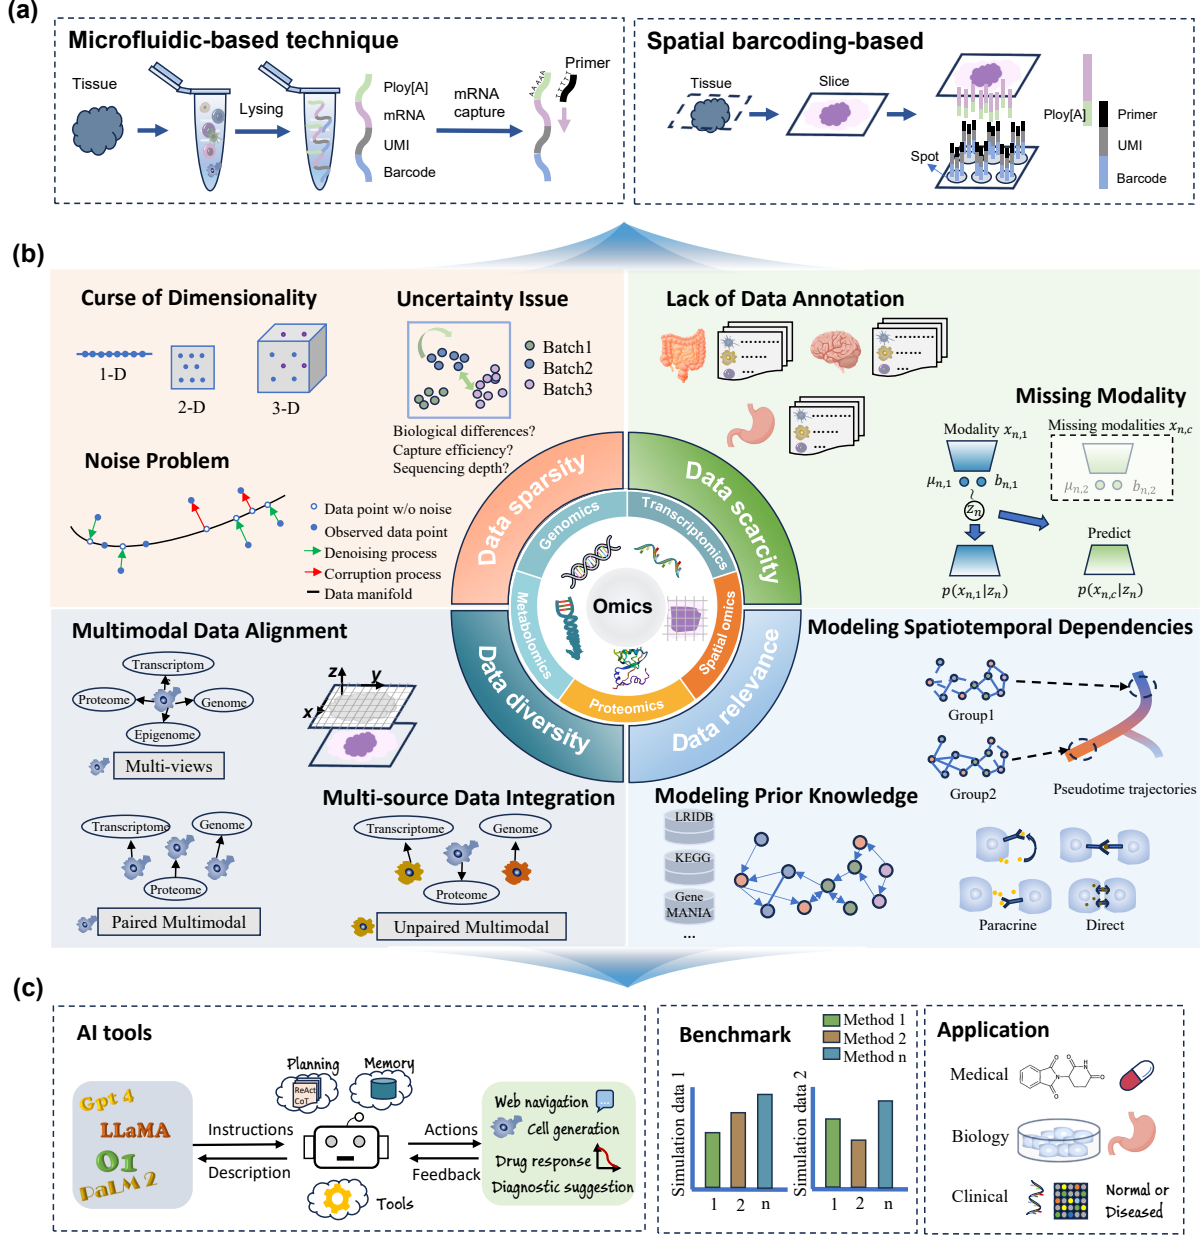 (a)
Microfluidic-based technique
Tissue
Lysing
Ploy[A]
mRNA
UMI
Barcode
mRNA
capture
AAAAA
TTTT
Primer
Spatial barcoding-based
Tissue
Slice
Ploy[A]
Primer
UMI
Barcode
Spot
(b)
Curse of Dimensionality
1-D
2-D
3-D
Uncertainty Issue
Batch1
Batch2
Batch3
Biological differences?
Capture efficiency?
Sequencing depth?
Noise Problem
Data point w/o noise
Observed data point
Denoising process
Corruption process
Data manifold
Lack of Data Annotation
Missing Modality
Modality x_{n,1}
Missing modalities x_{n,c}
μ_{n,1}
b_{n,1}
μ_{n,2}
b_{n,2}
~
z_n
Predict
p(x_{n,1}|z_n)
p(x_{n,c}|z_n)
Data sparsity
Data scarcity
Data diversity
Data relevance
Genomics
Transcriptomics
Metabolomics
Spatial omics
Proteomics
Omics
Multimodal Data Alignment
Transcriptom
Proteome
Genome
Epigenome
Multi-views
z
y
x
Transcriptome
Genome
Proteome
Paired Multimodal
Multi-source Data Integration
Transcriptome
Genome
Proteome
Unpaired Multimodal
Modeling Spatiotemporal Dependencies
Group1
Group2
Pseudotime trajectories
Modeling Prior Knowledge
LRIDB
KEGG
Gene
MANIA
...
Paracrine
Direct
(c)
AI tools
Gpt 4
LLaMA
O1
PaLM 2
Instructions
Description
Planning
ReAct
CoT
Memory
Tools
Actions
Feedback
Web navigation
Cell generation
Drug response
Diagnostic suggestion
Benchmark
Method 1
Method 2
Method n
Simulation data 1
1 2 n
Simulation data 2
1 2 n
Application
Medical
O
O
N
O
NH
O
Biology
Clinical
Normal or
Diseased